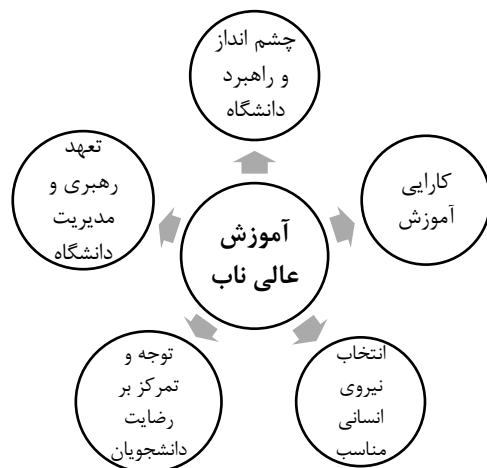 چشم انداز
و راهبرد
دانشگاه
کارایی
آموزش
انتخاب
نیروی
انسانی
مناسب
توجه و
تمرکز بر
رضایت
دانشجویان
تعهد
رهبری و
مدیریت
دانشگاه
آموزش
عالی ناب